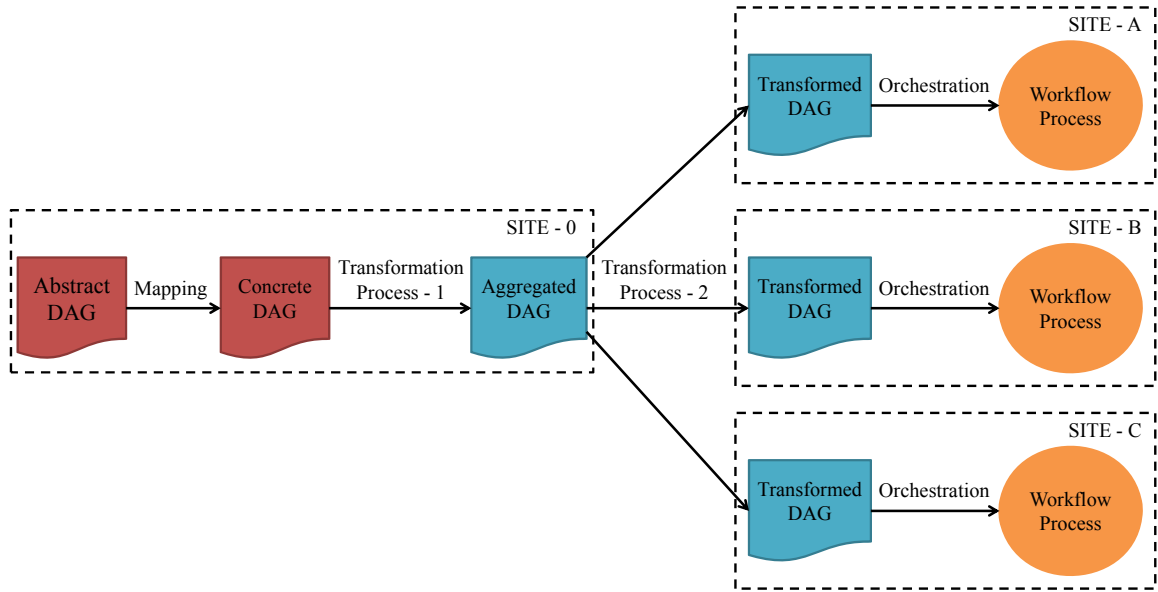 SITE - A
Transformed
DAG
Orchestration
Workflow
Process
SITE - 0
Abstract
DAG
Mapping
Concrete
DAG
Transformation
Process - 1
Aggregated
DAG
Transformation
Process - 2
SITE - B
Transformed
DAG
Orchestration
Workflow
Process
SITE - C
Transformed
DAG
Orchestration
Workflow
Process